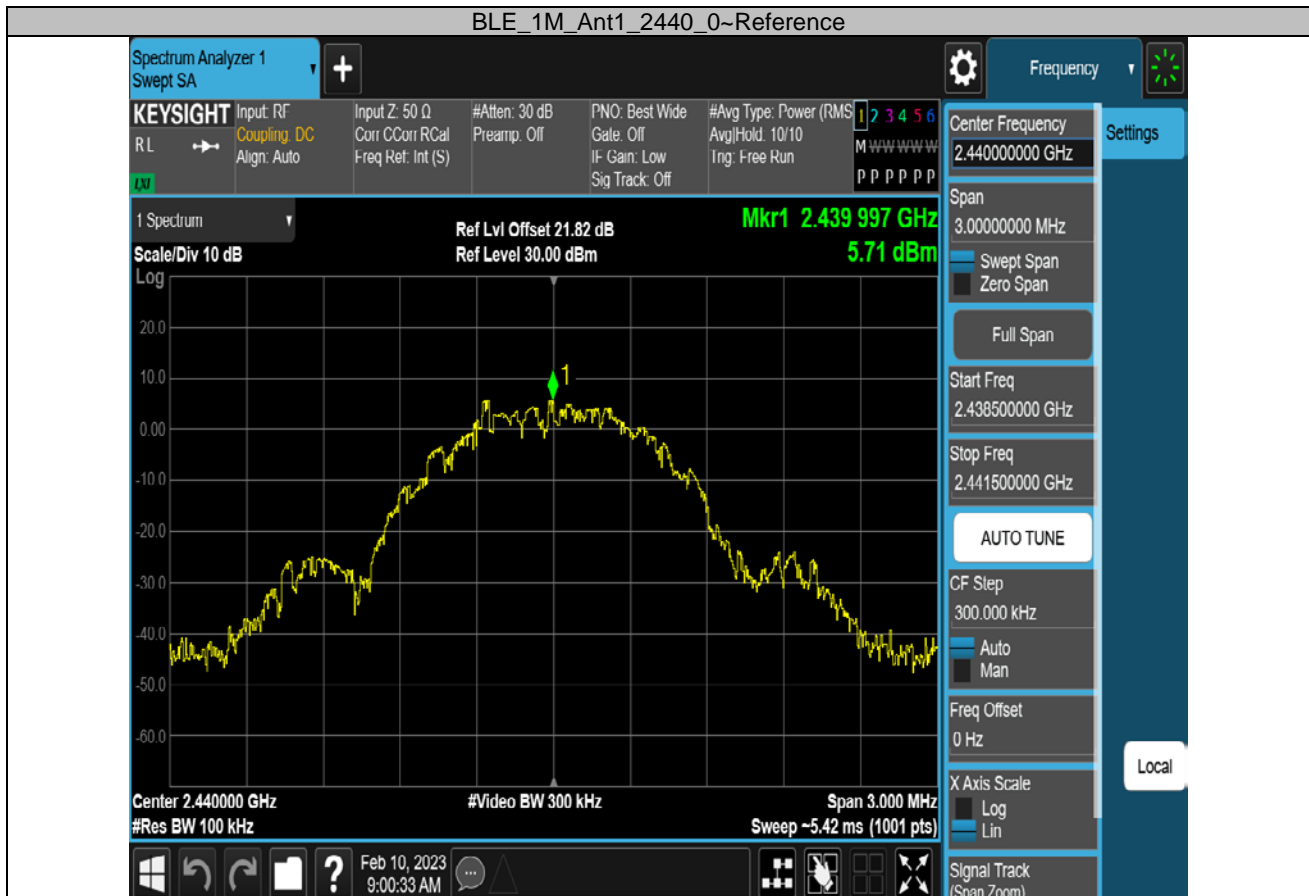 BLE_1M_Ant1_2440_0~Reference
Spectrum Analyzer 1
Swept SA
+
Frequency
KEYSIGHT
RL
LXI
Input: RF
Coupling: DC
Align: Auto
Input Z: 50 Ω
Corr CCorr RCal
Freq Ref: Int (S)
#Atten: 30 dB
Preamp: Off
PNO: Best Wide
Gate: Off
IF Gain: Low
Sig Track: Off
#Avg Type: Power (RMS
Avg|Hold: 10/10
Trig: Free Run
1 2 3 4 5 6
M W W W W W
P P P P P P
1 Spectrum
Scale/Div 10 dB
Log
Ref Lvl Offset 21.82 dB
Ref Level 30.00 dBm
Mkr1 2.439 997 GHz
5.71 dBm
20.0
10.0
0.00
-10.0
-20.0
-30.0
-40.0
-50.0
-60.0
1
Center 2.440000 GHz
#Res BW 100 kHz
#Video BW 300 kHz
Span 3.000 MHz
Sweep ~5.42 ms (1001 pts)
Center Frequency
2.440000000 GHz
Span
3.00000000 MHz
Swept Span
Zero Span
Full Span
Start Freq
2.438500000 GHz
Stop Freq
2.441500000 GHz
AUTO TUNE
CF Step
300.000 kHz
Auto
Man
Freq Offset
0 Hz
X Axis Scale
Log
Lin
Signal Track
(Span Zoom)
Settings
Local
?
Feb 10, 2023
9:00:33 AM